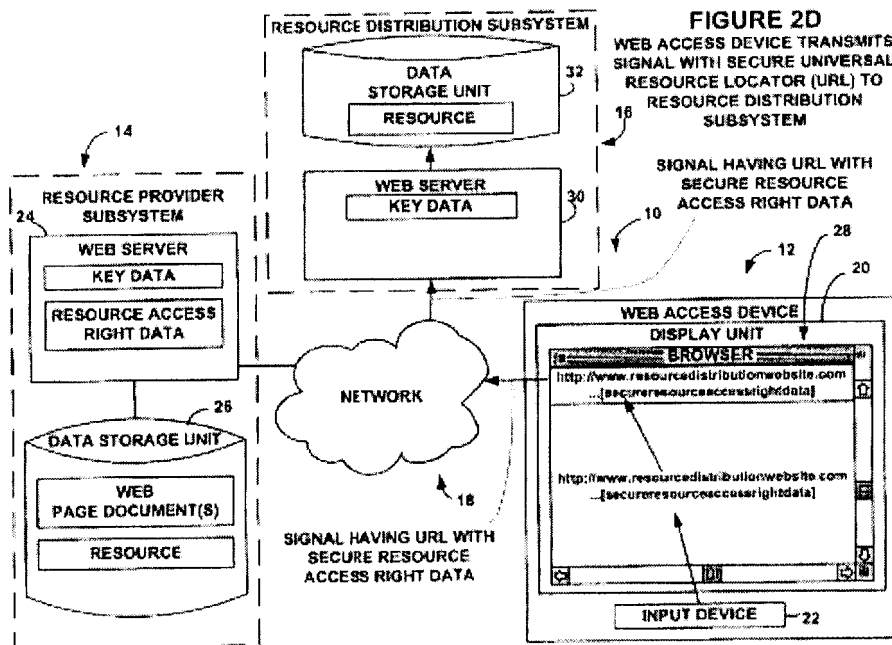 FIGURE 2D
WEB ACCESS DEVICE TRANSMITS
SIGNAL WITH SECURE UNIVERSAL
RESOURCE LOCATOR (URL) TO
RESOURCE DISTRIBUTION
SUBSYSTEM
RESOURCE DISTRIBUTION SUBSYSTEM
DATA
STORAGE UNIT
32
RESOURCE
16
WEB SERVER
KEY DATA
30
SIGNAL HAVING URL WITH
SECURE RESOURCE
ACCESS RIGHT DATA
10
14
RESOURCE PROVIDER
SUBSYSTEM
24
WEB SERVER
KEY DATA
RESOURCE ACCESS
RIGHT DATA
26
DATA STORAGE UNIT
WEB
PAGE DOCUMENT(S)
RESOURCE
NETWORK
18
SIGNAL HAVING URL WITH
SECURE RESOURCE
ACCESS RIGHT DATA
12
28
20
WEB ACCESS DEVICE
DISPLAY UNIT
BROWSER
http://www.resourcedistributionwebsite.com
...[secureresourceaccessrightdata]
http://www.resourcedistributionwebsite.com
...[secureresourceaccessrightdata]
INPUT DEVICE
22